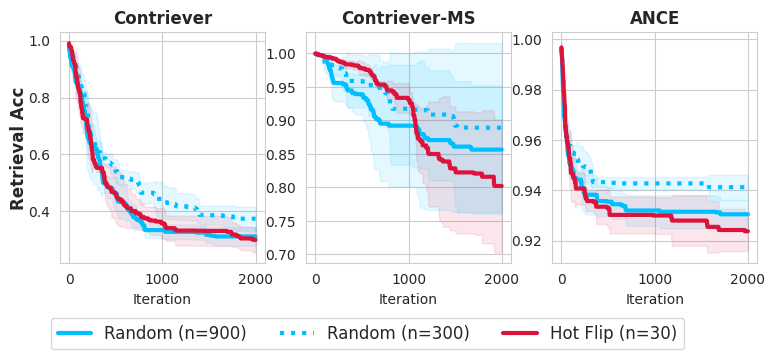 Contriever
Contriever-MS
ANCE
Retrieval Acc
1.0
0.8
0.6
0.4
0
1000
2000
Iteration
1.00
0.95
0.90
0.85
0.80
0.75
0.70
0
1000
2000
Iteration
1.00
0.98
0.96
0.94
0.92
0
1000
2000
Iteration
Random (n=900)
Random (n=300)
Hot Flip (n=30)